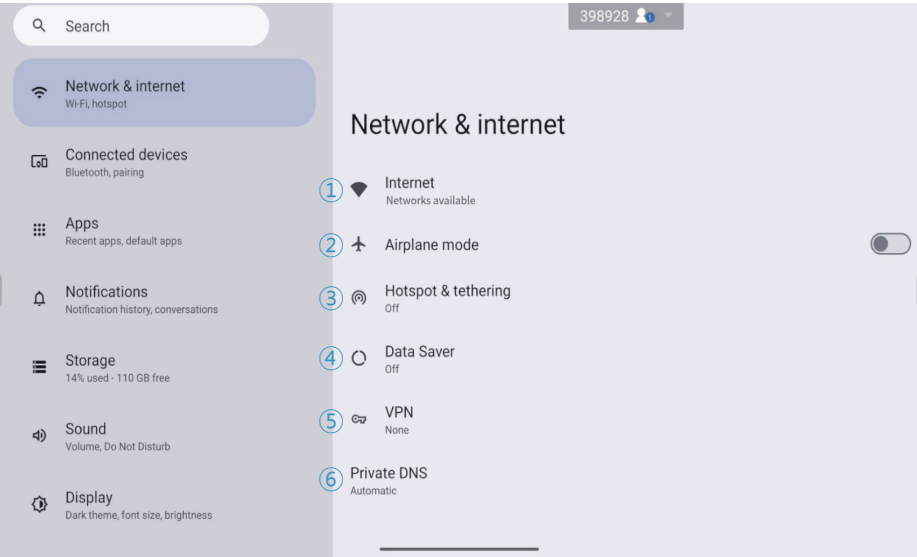 Search
398928
1
Network & internet
Wi-Fi, hotspot
Connected devices
Bluetooth, pairing
Apps
Recent apps, default apps
Notifications
Notification history, conversations
Storage
14% used - 110 GB free
Sound
Volume, Do Not Disturb
Display
Dark theme, font size, brightness
Network & internet
① Internet
Networks available
② Airplane mode
③ Hotspot & tethering
Off
④ Data Saver
Off
⑤ VPN
None
⑥ Private DNS
Automatic